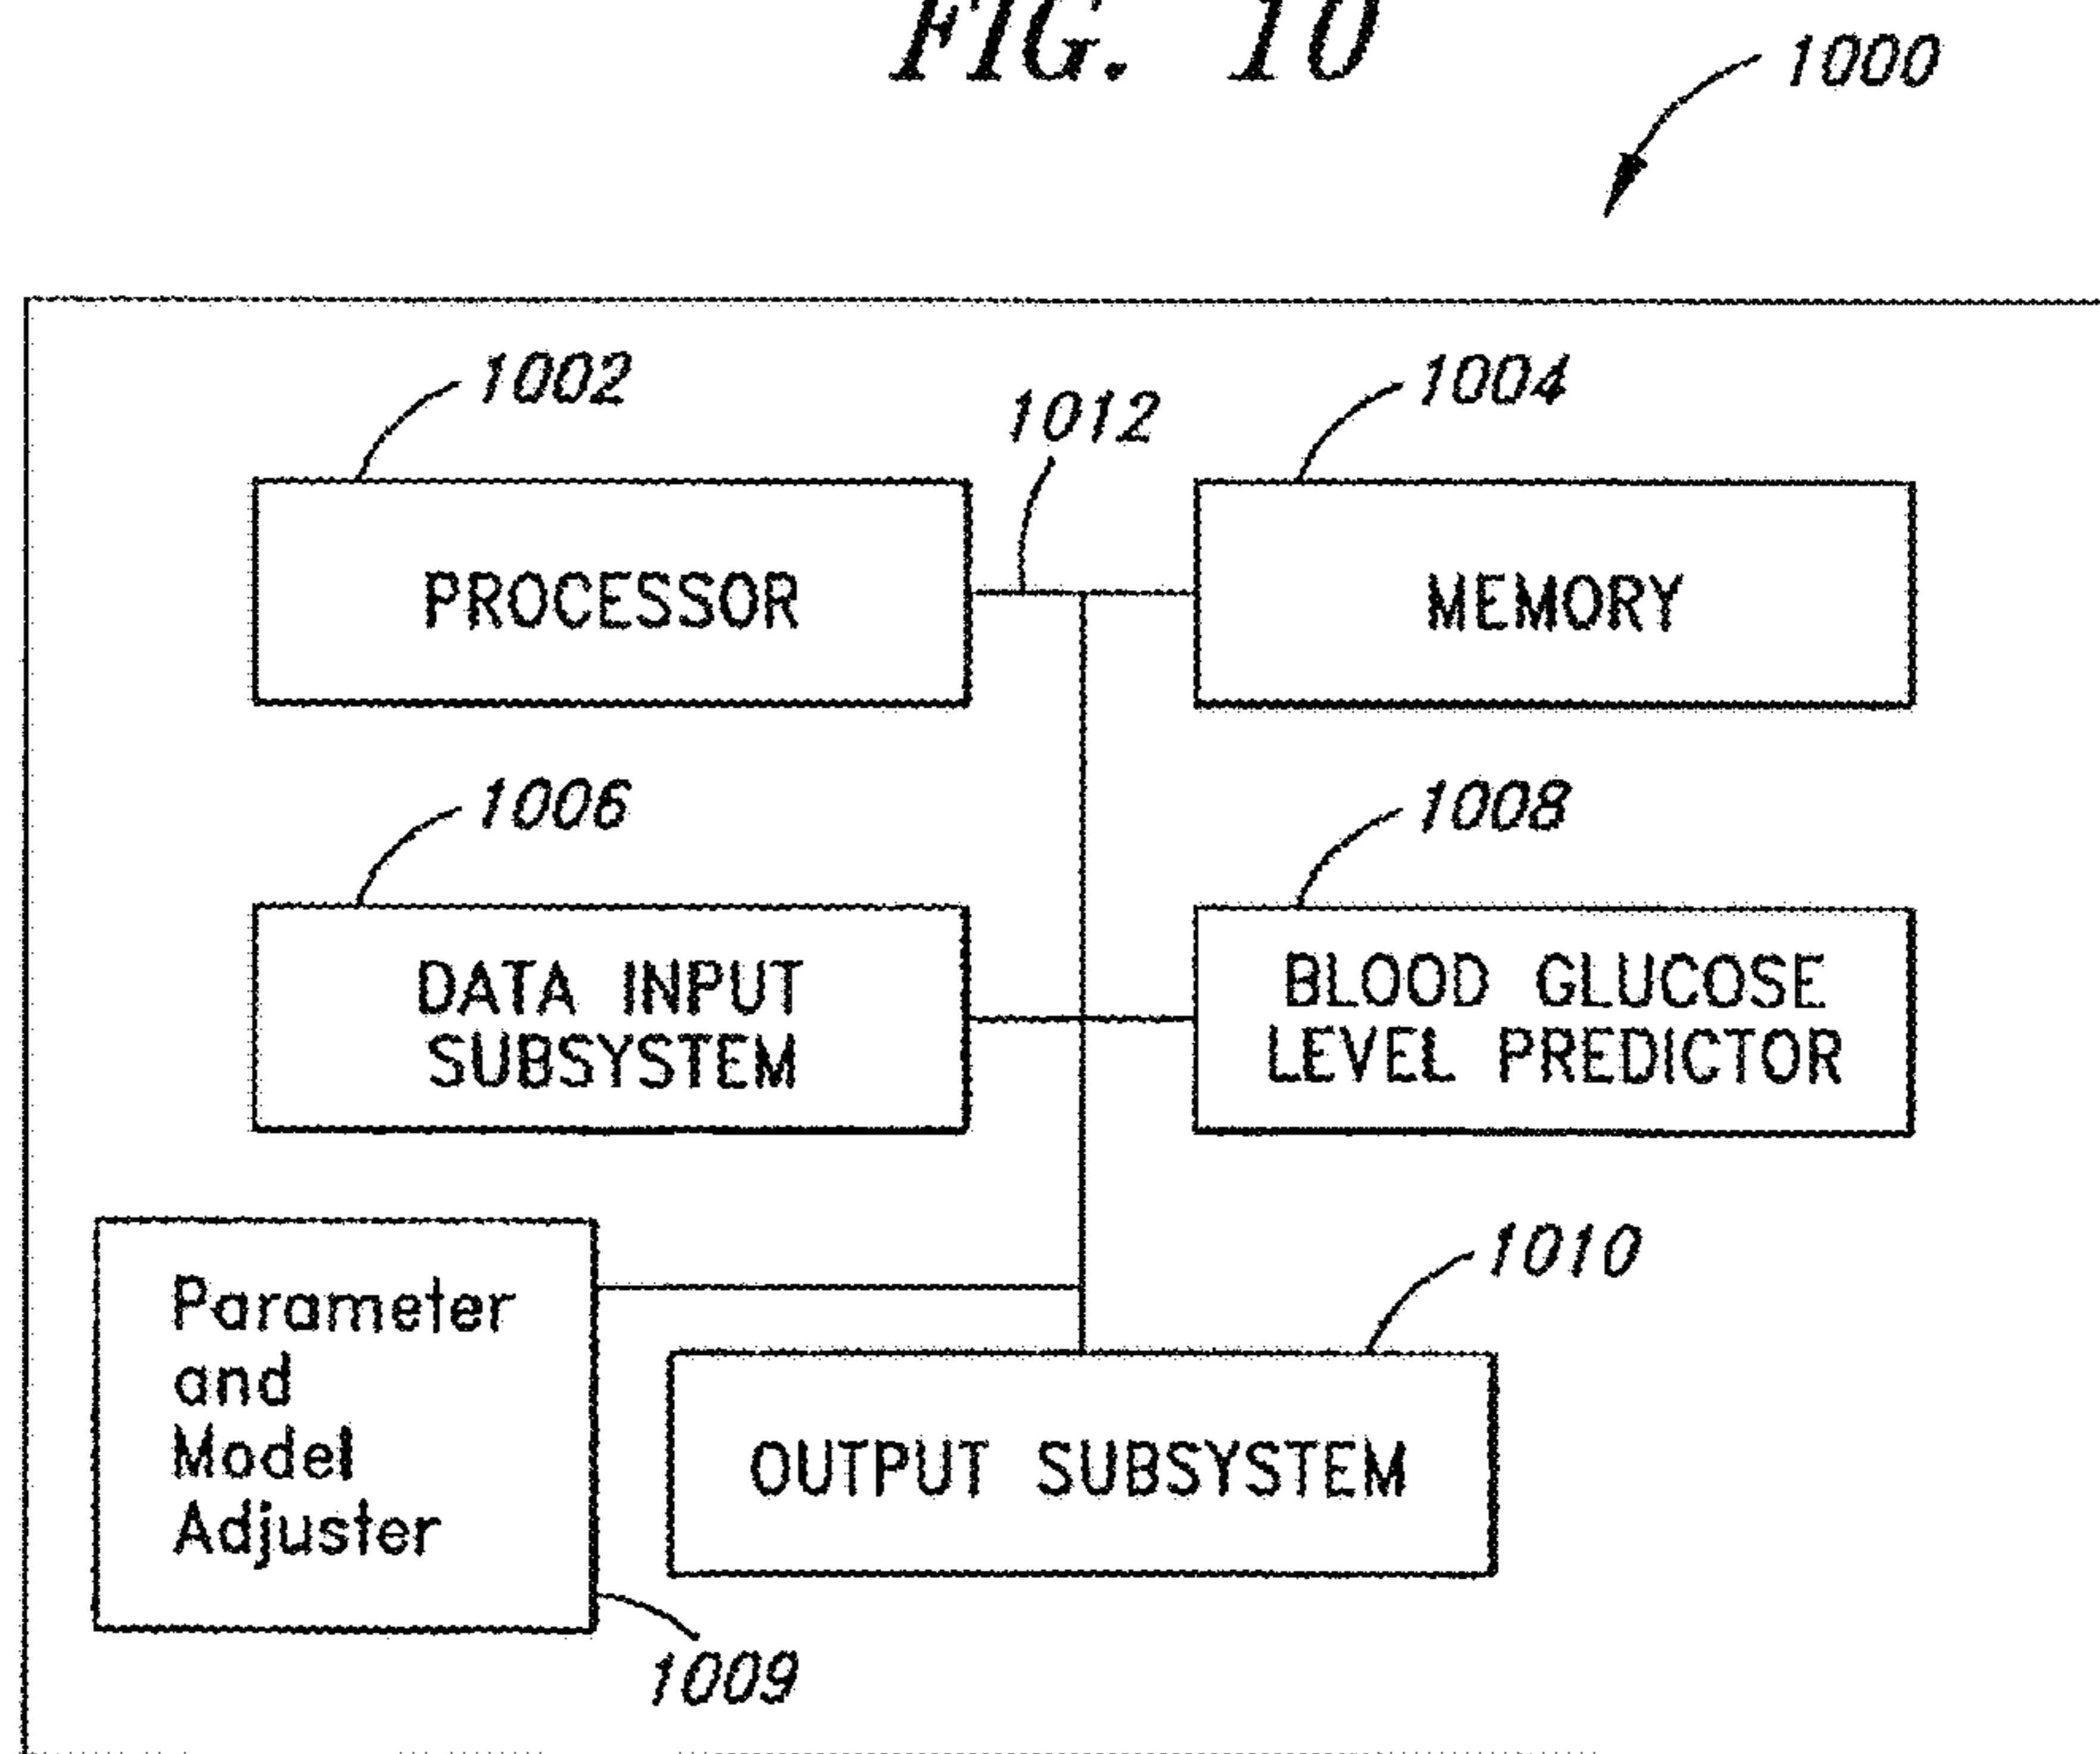 FIG. 10
1000
1002
1012
1004
PROCESSOR
MEMORY
1006
1008
DATA INPUT
SUBSYSTEM
BLOOD GLUCOSE
LEVEL PREDICTOR
1010
Parameter
and
Model
Adjuster
OUTPUT SUBSYSTEM
1009